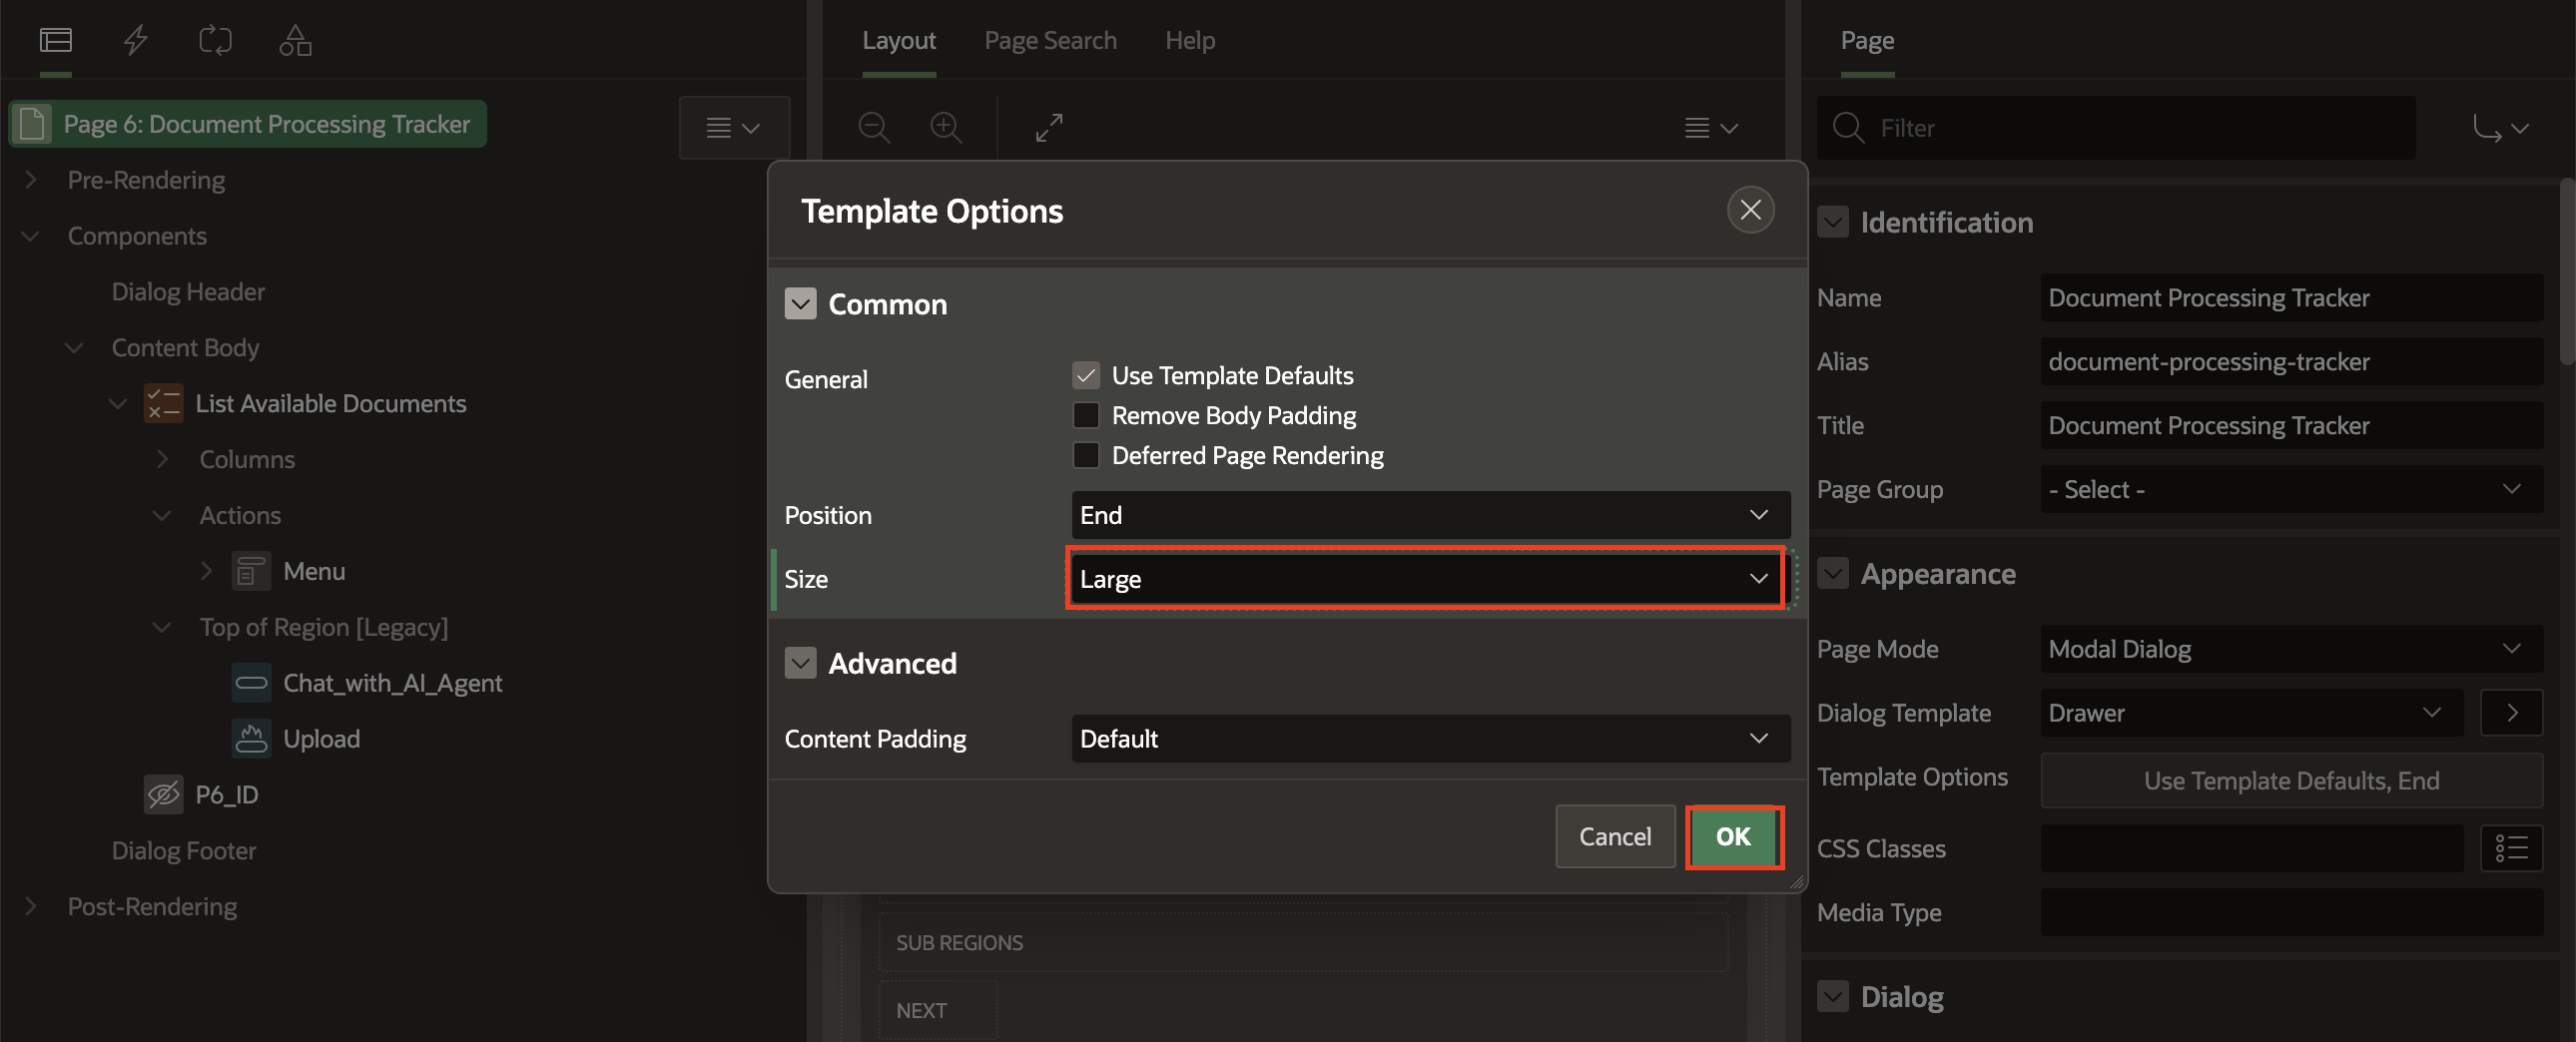 Layout
Page Search
Help
Page
Page 6: Document Processing Tracker
Pre-Rendering
Components
Dialog Header
Content Body
List Available Documents
Columns
Actions
Menu
Top of Region [Legacy]
Chat_with_AI_Agent
Upload
P6_ID
Dialog Footer
Post-Rendering
Template Options
Common
General
Use Template Defaults
Remove Body Padding
Deferred Page Rendering
Position
End
Size
Large
Advanced
Content Padding
Default
Cancel
OK
SUB REGIONS
NEXT
Filter
Identification
Name
Document Processing Tracker
Alias
document-processing-tracker
Title
Document Processing Tracker
Page Group
- Select -
Appearance
Page Mode
Modal Dialog
Dialog Template
Drawer
Template Options
Use Template Defaults, End
CSS Classes
Media Type
Dialog